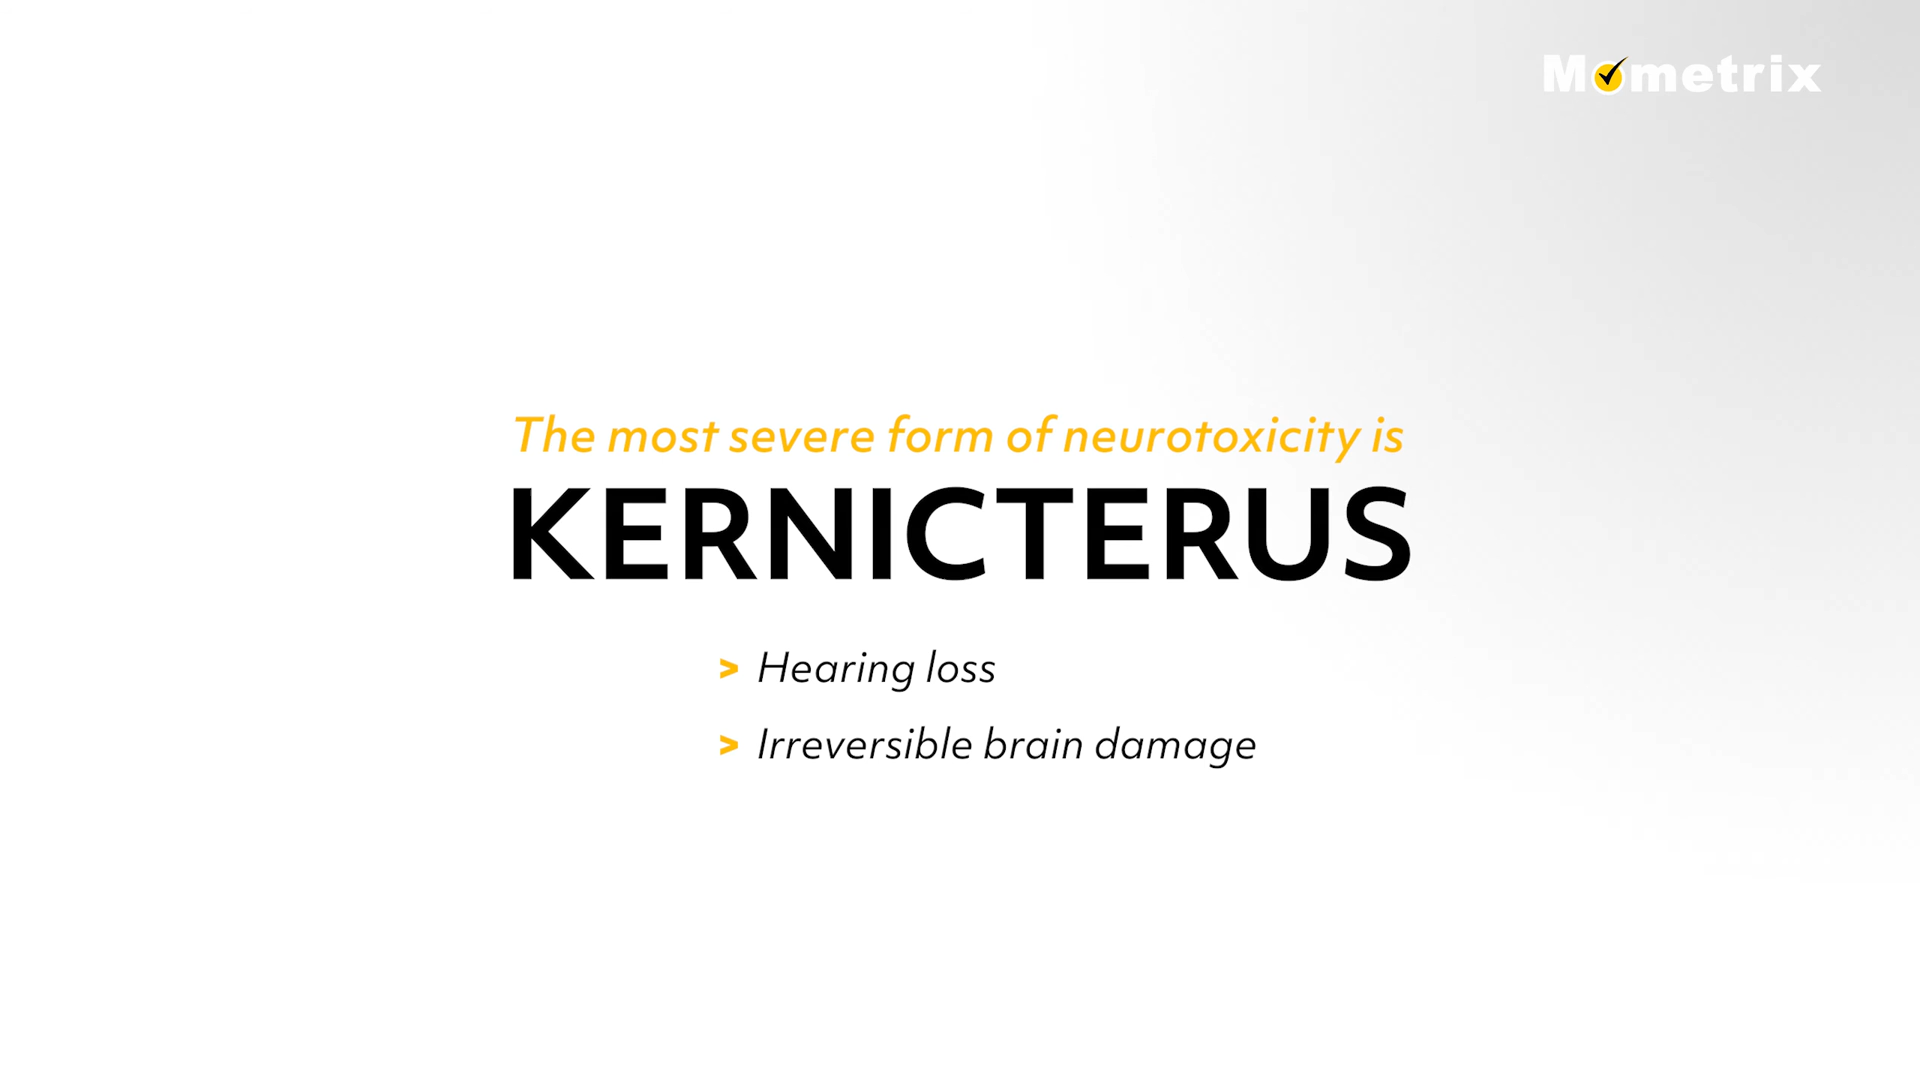 Mometrix
The most severe form of neurotoxicity is
KERNICTERUS
> Hearing loss
> Irreversible brain damage